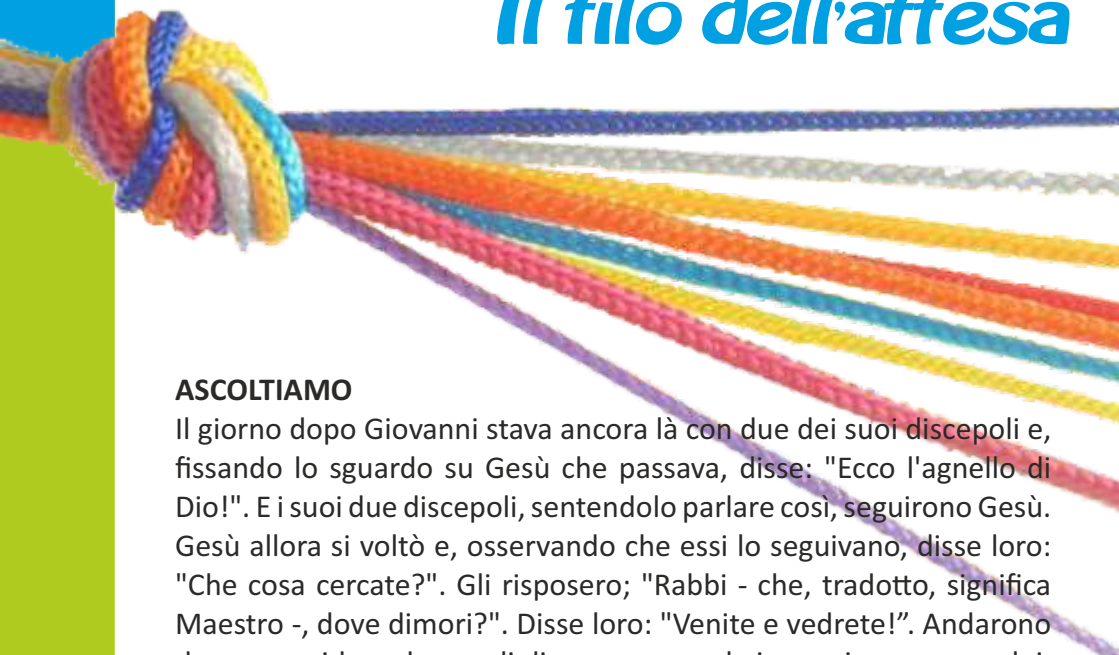 Il filo dell'attesa
ASCOLTIAMO
Il giorno dopo Giovanni stava ancora là con due dei suoi discepoli e,
fissando lo sguardo su Gesù che passava, disse: "Ecco l'agnello di
Dio!". E i suoi due discepoli, sentendolo parlare così, seguirono Gesù.
Gesù allora si voltò e, osservando che essi lo seguivano, disse loro:
"Che cosa cercate?". Gli risposero; "Rabbi - che, tradotto, significa
Maestro -, dove dimori?". Disse loro: "Venite e vedrete!”. Andarono